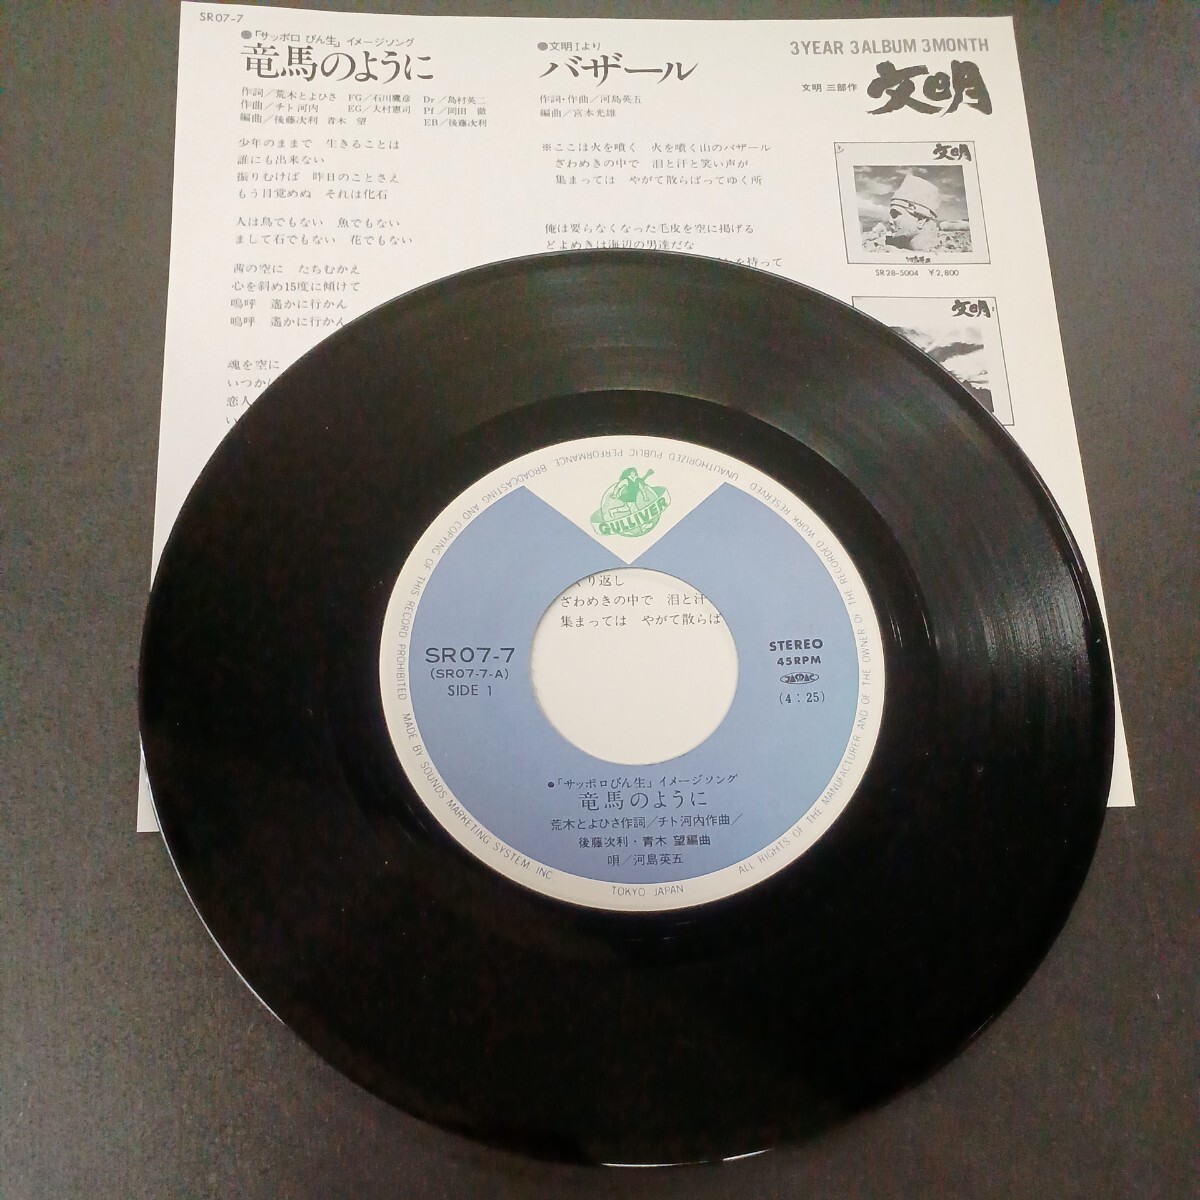 SR07-7
●「サッポロ びん生」イメージソング
竜馬のように
作詞／荒木とよひさ FG／石川鷹彦 Dr／島村英二
作曲／チト河内 EG／大村憲司 Pf／岡田 徹
編曲／後藤次利 青木 望 EB／後藤次利
少年のままで 生きることは
誰にも出来ない
振りむけば 昨日のことさえ
もう目覚めぬ それは化石
人は鳥でもない 魚でもない
まして石でもない 花でもない
茜の空に たちむかえ
心を斜め15度に傾けて
嗚呼 遙かに行かん
嗚呼 遙かに行かん
魂を空に
いつか
恋人
い
●文明Ⅰより
バザール
作詞・作曲／河島英五
編曲／宮本光雄
※ここは火を噴く 火を噴く山のバザール
ざわめきの中で 泪と汗と笑い声が
集まっては やがて散らばってゆく所
俺は要らなくなった毛皮を空に掲げる
どよめきは海辺の男達だな
を持って
3YEAR 3ALBUM 3MONTH
文明 三部作 文明
文明
SR28-5004 ¥2,800
文明
り返し
ざわめきの中で 泪と汗
集まっては やがて散らば
GULLIVER
SR07-7
(SR07-7-A)
SIDE 1
STEREO
45RPM
JASRAC
(4:25)
●「サッポロびん生」イメージソング
竜馬のように
荒木とよひさ作詞／チト河内作曲／
後藤次利・青木 望編曲
唄／河島英五
MADE BY SOUNDS MARKETING SYSTEM, INC. TOKYO JAPAN
ALL RIGHTS OF THE MANUFACTURER AND OF THE OWNER OF THE RECORDED WORK RESERVED UNAUTHORIZED PUBLIC PERFORMANCE BROADCASTING AND COPYING OF THIS RECORD PROHIBITED